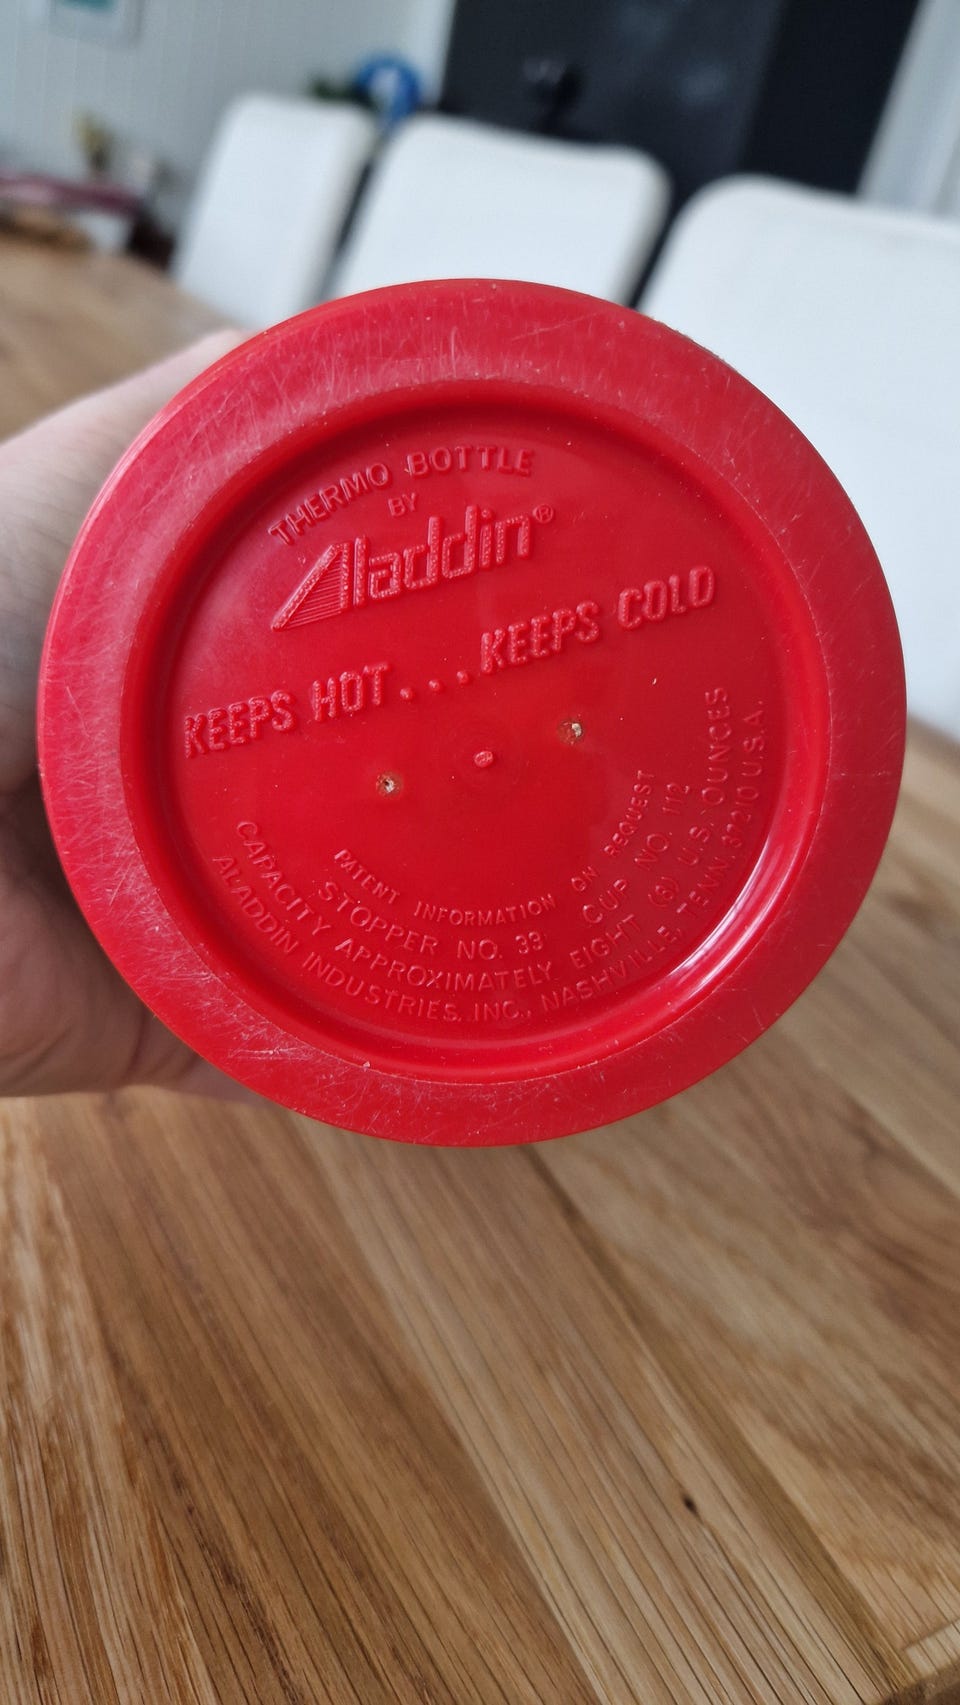 THERMO BOTTLE
BY
Aladdin®
KEEPS HOT...KEEPS COLD
PATENT INFORMATION ON REQUEST
STOPPER NO. 39 CUP NO. 112
CAPACITY APPROXIMATELY EIGHT (8) U.S. OUNCES
ALADDIN INDUSTRIES, INC., NASHVILLE, TENN. 37210 U.S.A.